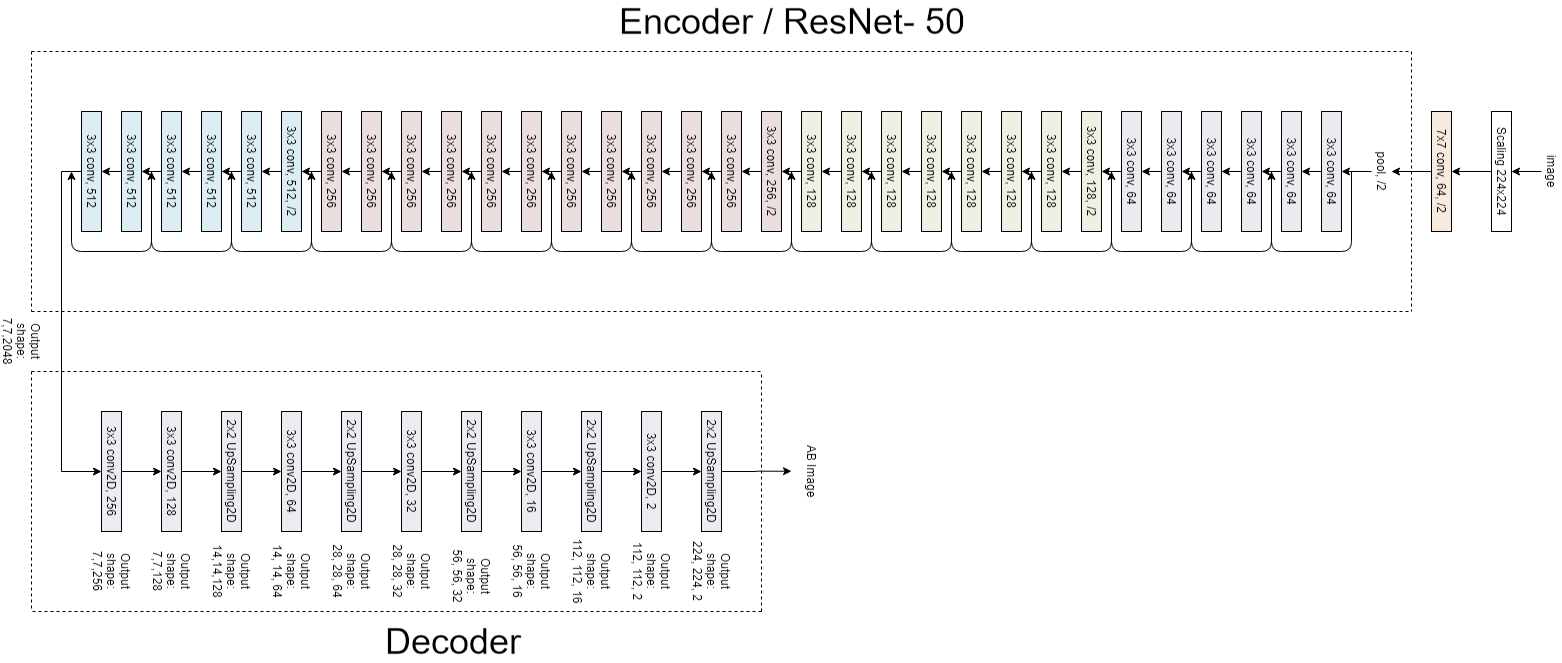 Encoder / ResNet- 50
image
Scaling 224x224
7x7 conv, 64, /2
pool, /2
3x3 conv, 64
3x3 conv, 64
3x3 conv, 64
3x3 conv, 64
3x3 conv, 64
3x3 conv, 64
3x3 conv, 128, /2
3x3 conv, 128
3x3 conv, 128
3x3 conv, 128
3x3 conv, 128
3x3 conv, 128
3x3 conv, 128
3x3 conv, 128
3x3 conv, 256, /2
3x3 conv, 256
3x3 conv, 256
3x3 conv, 256
3x3 conv, 256
3x3 conv, 256
3x3 conv, 256
3x3 conv, 256
3x3 conv, 256
3x3 conv, 256
3x3 conv, 256
3x3 conv, 256
3x3 conv, 512, /2
3x3 conv, 512
3x3 conv, 512
3x3 conv, 512
3x3 conv, 512
3x3 conv, 512
Output
shape:
7,7,2048
3x3 conv2D, 256
Output
shape:
7,7,256
3x3 conv2D, 128
Output
shape:
7,7,128
2x2 UpSampling2D
Output
shape:
14,14,128
3x3 conv2D, 64
Output
shape:
14, 14, 64
2x2 UpSampling2D
Output
shape:
28, 28, 64
3x3 conv2D, 32
Output
shape:
28, 28, 32
2x2 UpSampling2D
Output
shape:
56, 56, 32
3x3 conv2D, 16
Output
shape:
56, 56, 16
2x2 UpSampling2D
Output
shape:
112, 112, 16
3x3 conv2D, 2
Output
shape:
112, 112, 2
2x2 UpSampling2D
Output
shape:
224, 224, 2
AB Image
Decoder